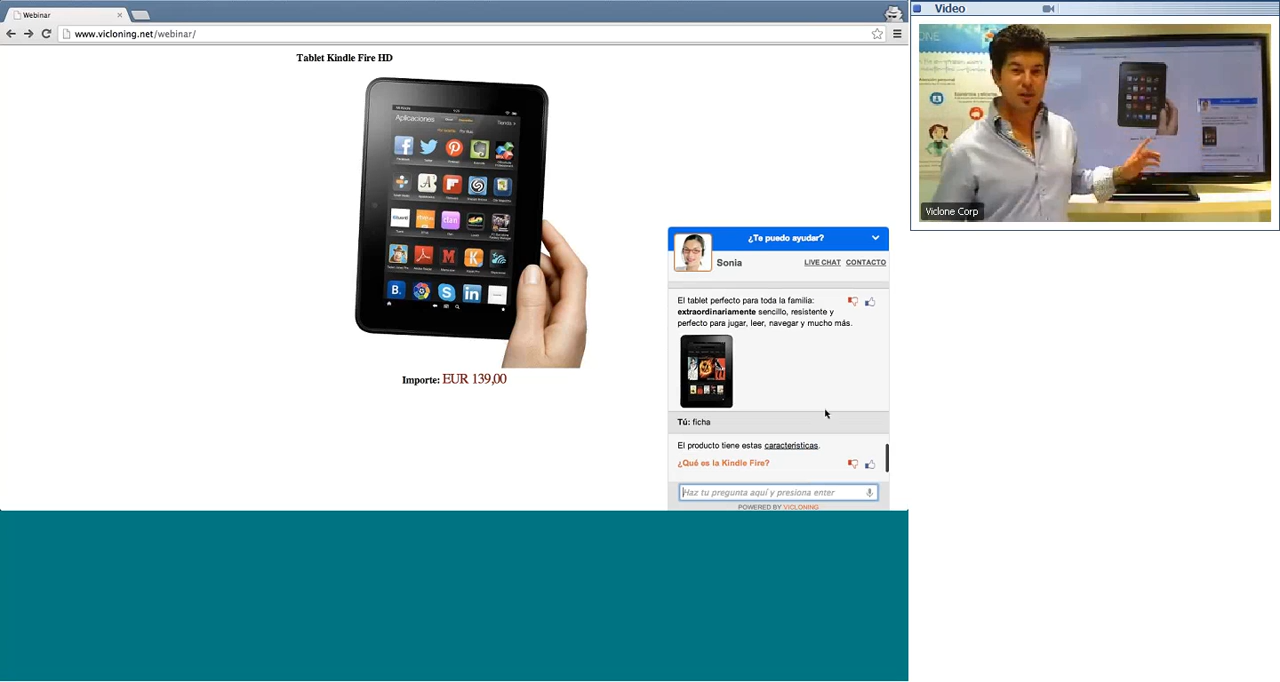 Webinar
www.vicloning.net/webinar/
Video
Tablet Kindle Fire HD
Aplicaciones
Tienda >
Importe: EUR 139,00
¿Te puedo ayudar?
Sonia
LIVE CHAT CONTACTO
El tablet perfecto para toda la familia:
extraordinariamente sencillo, resistente y
perfecto para jugar, leer, navegar y mucho más.
Tú: ficha
El producto tiene estas características.
¿Qué es la Kindle Fire?
Haz tu pregunta aquí y presiona enter
POWERED BY VICLONING
Viclone Corp